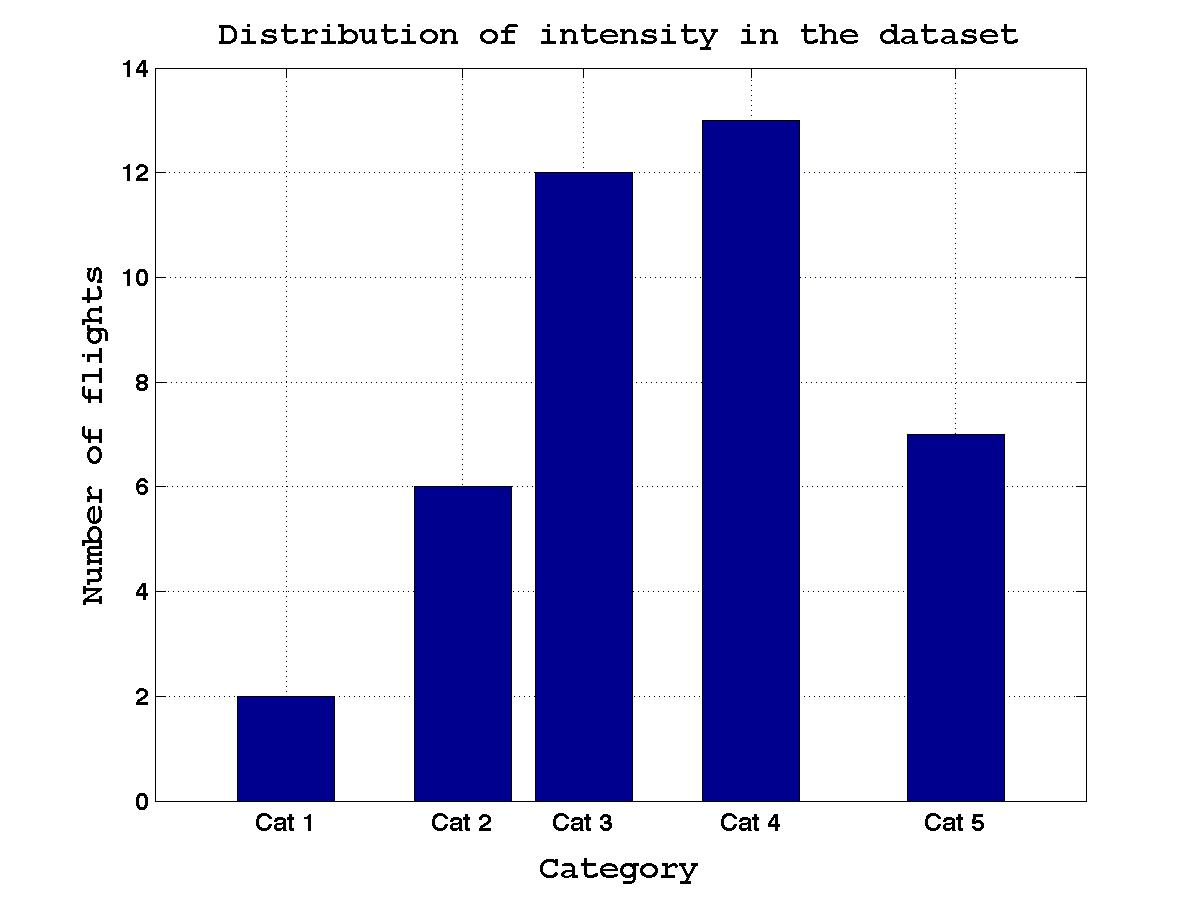 Distribution of intensity in the dataset
14
12
10
8
6
4
2
0
Number of flights
Cat 1 Cat 2 Cat 3 Cat 4 Cat 5
Category